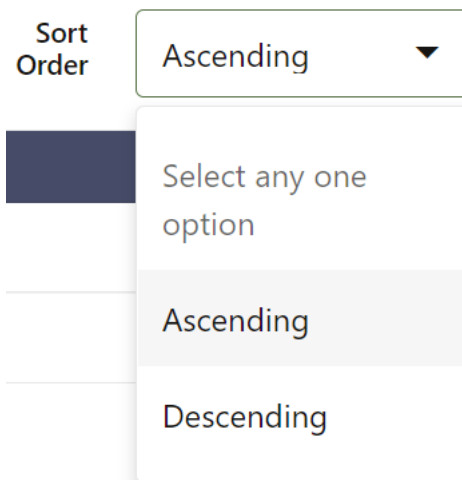 Sort
Order
Ascending
Select any one
option
Ascending
Descending